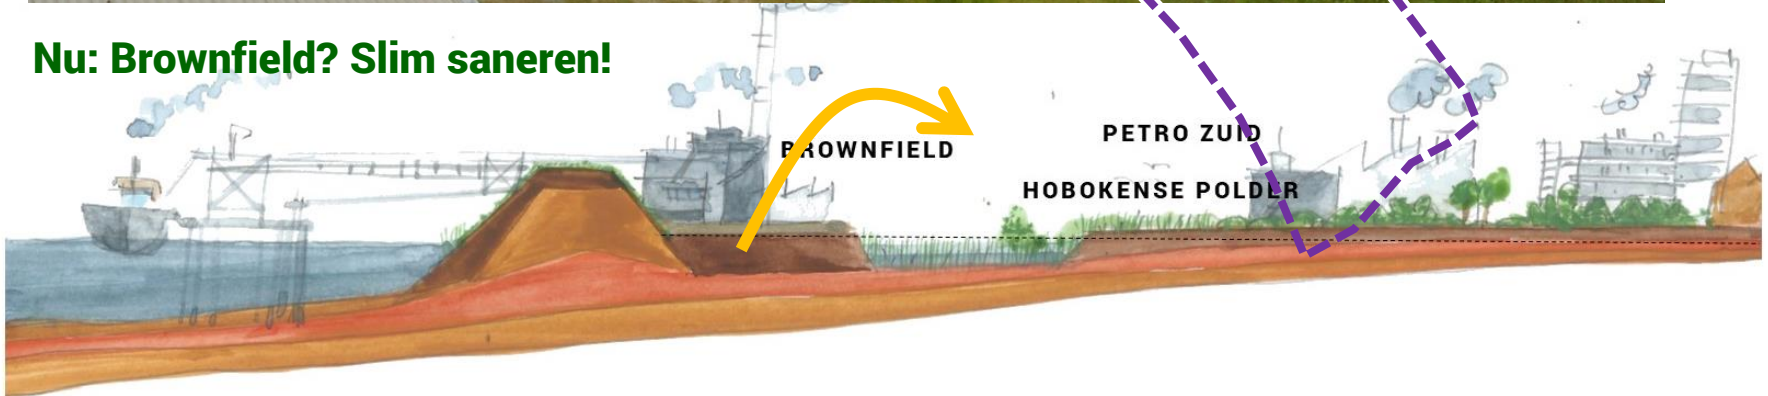 Nu: Brownfield? Slim saneren!
BROWNFIELD
PETRO ZUID
HOBOKENSE POLDER